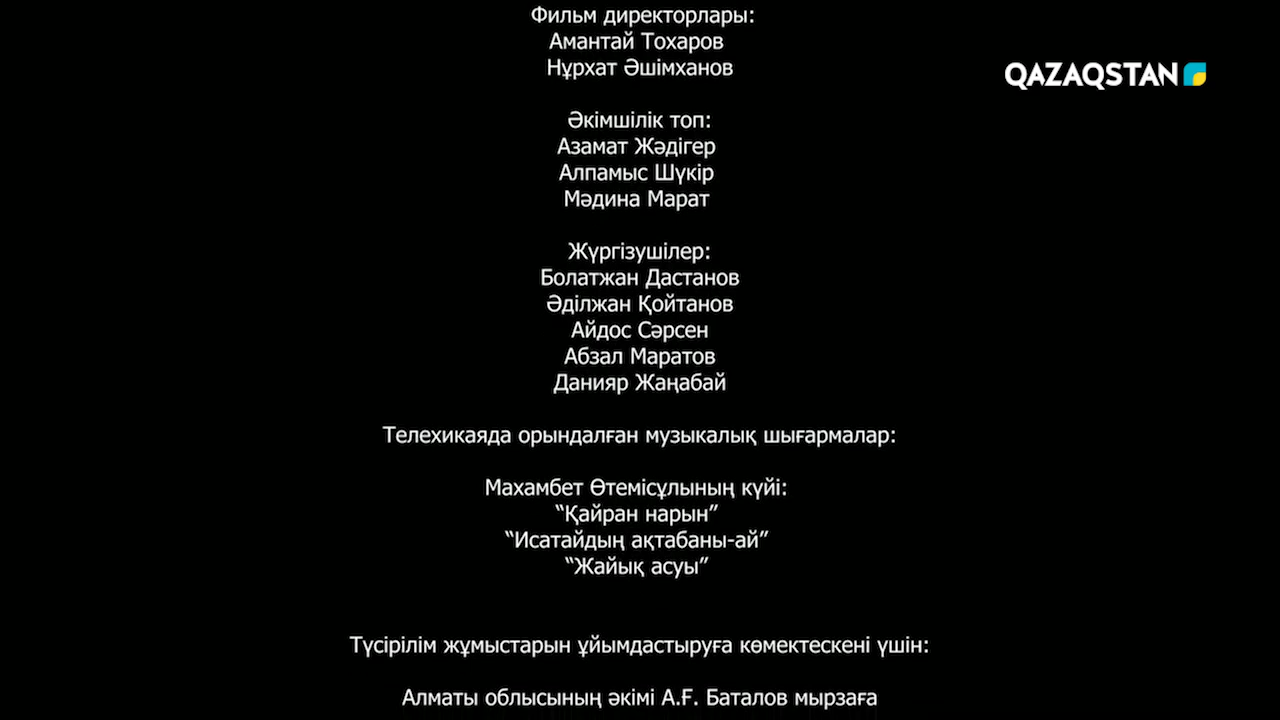 Фильм директорлары:
Амантай Тохаров
Нұрхат Әшімханов
QAZAQSTAN
Әкімшілік топ:
Азамат Жәдігер
Алпамыс Шүкір
Мәдина Марат
Жүргізушілер:
Болатжан Дастанов
Әділжан Қойтанов
Айдос Сәрсен
Абзал Маратов
Данияр Жаңабай
Телехикаяда орындалған музыкалық шығармалар:
Махамбет Өтемісұлының күйі:
“Қайран нарын”
“Исатайдың ақтабаны-ай”
“Жайық асуы”
Түсірілім жұмыстарын ұйымдастыруға көмектескені үшін:
Алматы облысының әкімі А.Ғ. Баталов мырзаға